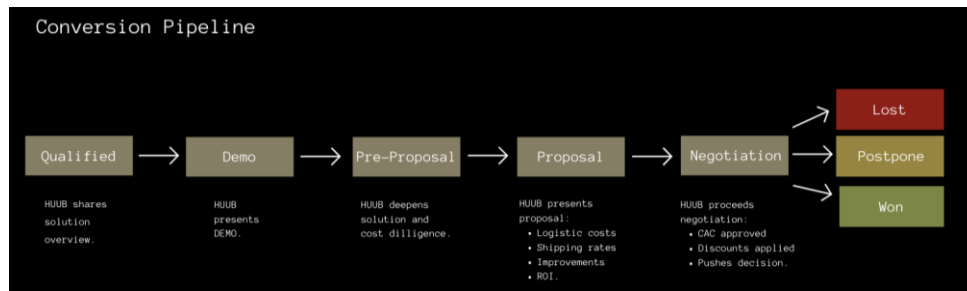 Conversion Pipeline
Qualified
Demo
Pre-Proposal
Proposal
Negotiation
Lost
Postpone
Won
HUUB shares
solution
overview.
HUUB
presents
DEMO.
HUUB deepens
solution and
cost dilligence.
HUUB presents
proposal:
• Logistic costs
• Shipping rates
• Improvements
• ROI.
HUUB proceeds
negotiation:
• CAC approved
• Discounts applied
• Pushes decision.